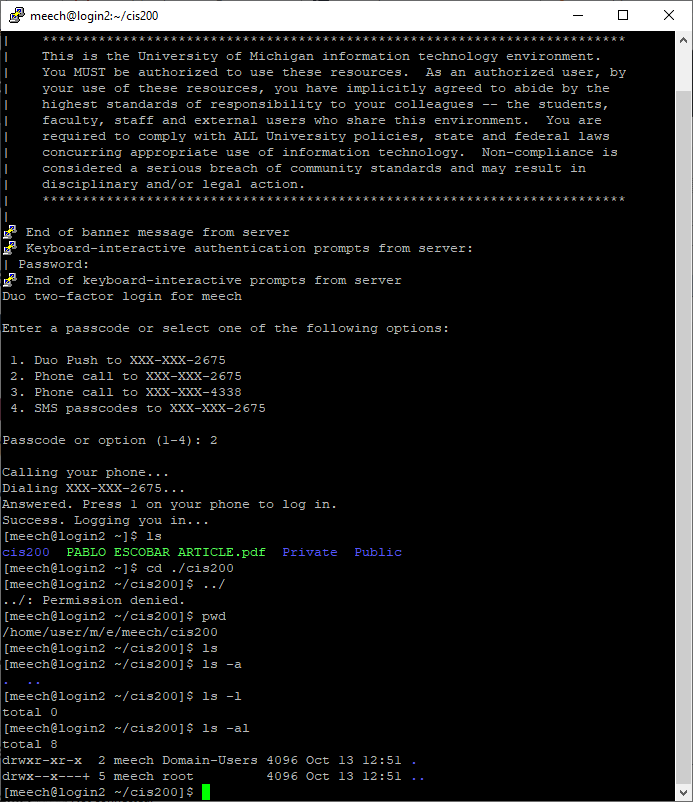 meech@login2:~/cis200
| *************************************************************************
| This is the University of Michigan information technology environment.
| You MUST be authorized to use these resources.  As an authorized user, by
| your use of these resources, you have implicitly agreed to abide by the
| highest standards of responsibility to your colleagues -- the students,
| faculty, staff and external users who share this environment.  You are
| required to comply with ALL University policies, state and federal laws
| concurring appropriate use of information technology.  Non-compliance is
| considered a serious breach of community standards and may result in
| disciplinary and/or legal action.
| *************************************************************************
|
End of banner message from server
Keyboard-interactive authentication prompts from server:
| Password:
End of keyboard-interactive prompts from server
Duo two-factor login for meech
Enter a passcode or select one of the following options:
1. Duo Push to XXX-XXX-2675
2. Phone call to XXX-XXX-2675
3. Phone call to XXX-XXX-4338
4. SMS passcodes to XXX-XXX-2675
Passcode or option (1-4): 2
Calling your phone...
Dialing XXX-XXX-2675...
Answered. Press 1 on your phone to log in.
Success. Logging you in...
[meech@login2 ~]$ ls
cis200  PABLO ESCOBAR ARTICLE.pdf  Private  Public
[meech@login2 ~]$ cd ./cis200
[meech@login2 ~/cis200]$ ../
../: Permission denied.
[meech@login2 ~/cis200]$ pwd
/home/user/m/e/meech/cis200
[meech@login2 ~/cis200]$ ls
[meech@login2 ~/cis200]$ ls -a
.  ..
[meech@login2 ~/cis200]$ ls -l
total 0
[meech@login2 ~/cis200]$ ls -al
total 8
drwxr-xr-x  2 meech Domain-Users 4096 Oct 13 12:51 .
drwx--x---+ 5 meech root         4096 Oct 13 12:51 ..
[meech@login2 ~/cis200]$